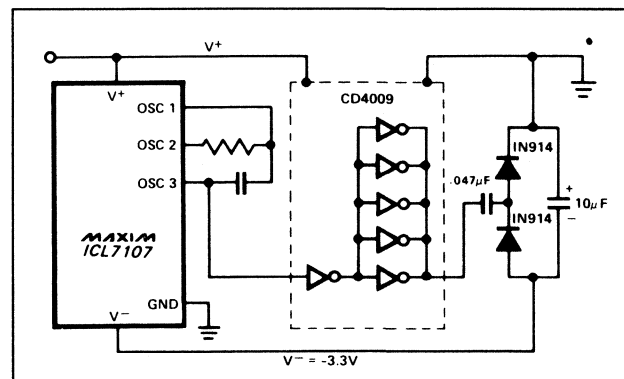 V+
V+
OSC 1
OSC 2
OSC 3
MAXIM
ICL7107
GND
V−
CD4009
IN914
.047μF
IN914
+
10μF
−
V− = -3.3V